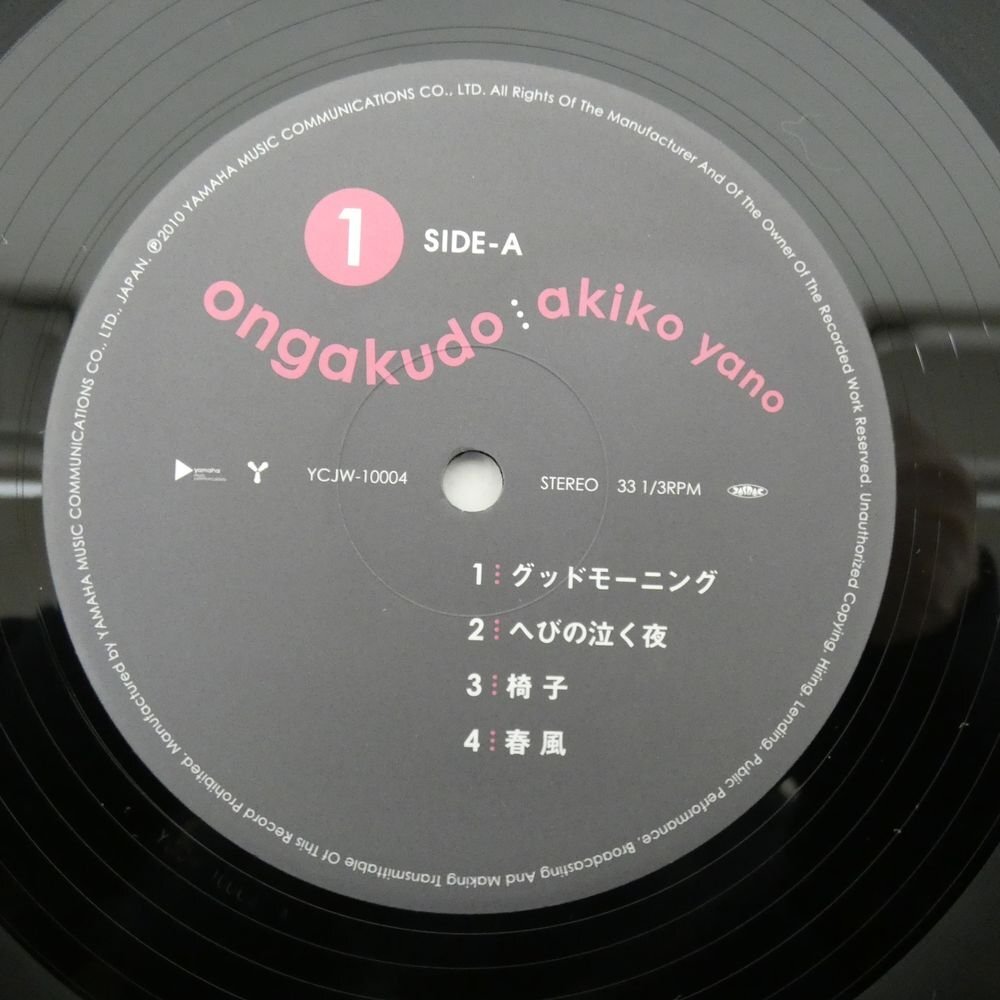 Manufactured by YAMAHA MUSIC COMMUNICATIONS CO., LTD., JAPAN. ℗2010 YAMAHA MUSIC COMMUNICATIONS CO., LTD. All Rights Of The Manufacturer And Of The Owner Of The Recorded Work Reserved. Unauthorized Copying, Hiring, Lending, Public Performance, Broadcasting And Making Transmittable Of This Record Prohibited.
1 SIDE-A
ongakudo akiko yano
yamaha YCJW-10004 STEREO 33 1/3RPM
1 グッドモーニング
2 へびの泣く夜
3 椅子
4 春風